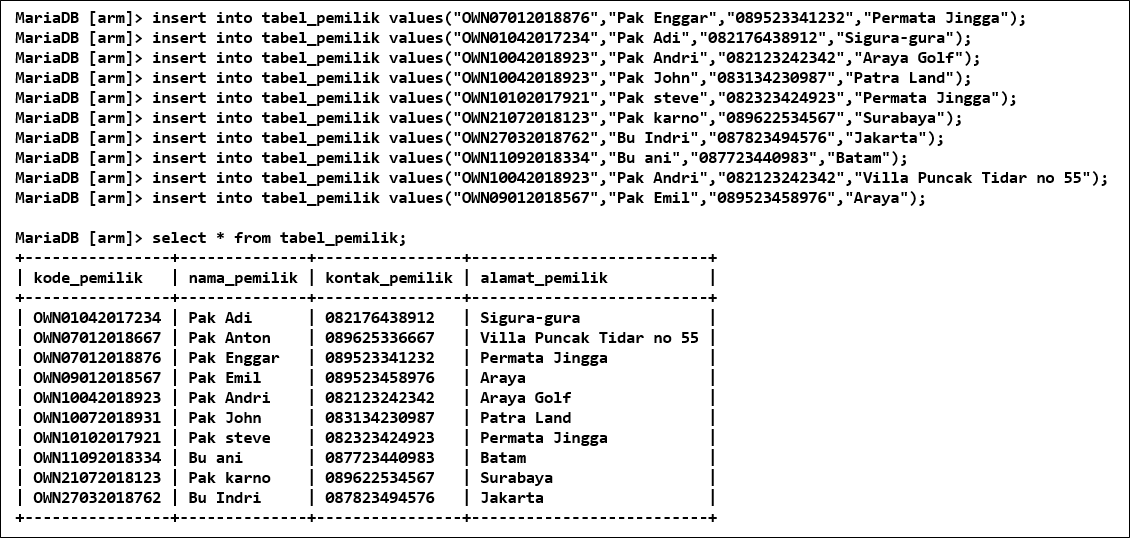 MariaDB [arm]> insert into tabel_pemilik values("OWN07012018876","Pak Enggar","089523341232","Permata Jingga");
MariaDB [arm]> insert into tabel_pemilik values("OWN01042017234","Pak Adi","082176438912","Sigura-gura");
MariaDB [arm]> insert into tabel_pemilik values("OWN10042018923","Pak Andri","082123242342","Araya Golf");
MariaDB [arm]> insert into tabel_pemilik values("OWN10042018923","Pak John","083134230987","Patra Land");
MariaDB [arm]> insert into tabel_pemilik values("OWN10102017921","Pak steve","082323424923","Permata Jingga");
MariaDB [arm]> insert into tabel_pemilik values("OWN21072018123","Pak karno","089622534567","Surabaya");
MariaDB [arm]> insert into tabel_pemilik values("OWN27032018762","Bu Indri","087823494576","Jakarta");
MariaDB [arm]> insert into tabel_pemilik values("OWN11092018334","Bu ani","087723440983","Batam");
MariaDB [arm]> insert into tabel_pemilik values("OWN10042018923","Pak Andri","082123242342","Villa Puncak Tidar no 55");
MariaDB [arm]> insert into tabel_pemilik values("OWN09012018567","Pak Emil","089523458976","Araya");
MariaDB [arm]> select * from tabel_pemilik;
+----------------+--------------+----------------+--------------------------+
| kode_pemilik   | nama_pemilik | kontak_pemilik | alamat_pemilik           |
+----------------+--------------+----------------+--------------------------+
| OWN01042017234 | Pak Adi      | 082176438912   | Sigura-gura              |
| OWN07012018667 | Pak Anton    | 089625336667   | Villa Puncak Tidar no 55 |
| OWN07012018876 | Pak Enggar   | 089523341232   | Permata Jingga           |
| OWN09012018567 | Pak Emil     | 089523458976   | Araya                    |
| OWN10042018923 | Pak Andri    | 082123242342   | Araya Golf               |
| OWN10072018931 | Pak John     | 083134230987   | Patra Land               |
| OWN10102017921 | Pak steve    | 082323424923   | Permata Jingga           |
| OWN11092018334 | Bu ani       | 087723440983   | Batam                    |
| OWN21072018123 | Pak karno    | 089622534567   | Surabaya                 |
| OWN27032018762 | Bu Indri     | 087823494576   | Jakarta                  |
+----------------+--------------+----------------+--------------------------+